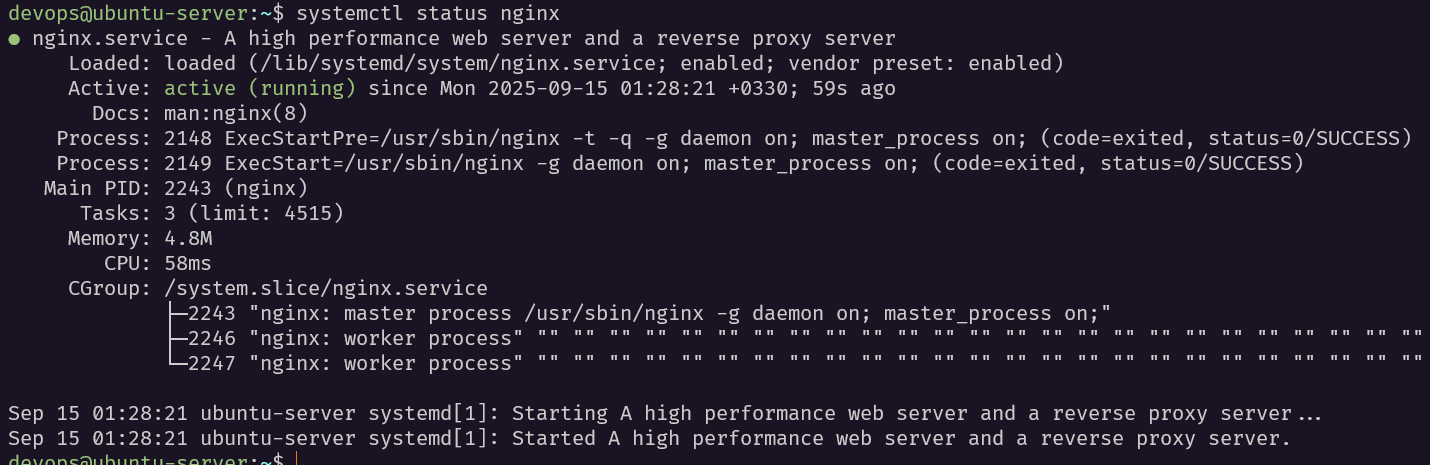 devops@ubuntu-server:~$ systemctl status nginx
● nginx.service - A high performance web server and a reverse proxy server
     Loaded: loaded (/lib/systemd/system/nginx.service; enabled; vendor preset: enabled)
     Active: active (running) since Mon 2025-09-15 01:28:21 +0330; 59s ago
       Docs: man:nginx(8)
    Process: 2148 ExecStartPre=/usr/sbin/nginx -t -q -g daemon on; master_process on; (code=exited, status=0/SUCCESS)
    Process: 2149 ExecStart=/usr/sbin/nginx -g daemon on; master_process on; (code=exited, status=0/SUCCESS)
   Main PID: 2243 (nginx)
      Tasks: 3 (limit: 4515)
     Memory: 4.8M
        CPU: 58ms
     CGroup: /system.slice/nginx.service
             ├─2243 "nginx: master process /usr/sbin/nginx -g daemon on; master_process on;"
             ├─2246 "nginx: worker process" "" "" "" "" "" "" "" "" "" "" "" "" "" "" "" "" "" "" "" "" "" "" "" "" ""
             └─2247 "nginx: worker process" "" "" "" "" "" "" "" "" "" "" "" "" "" "" "" "" "" "" "" "" "" "" "" "" ""

Sep 15 01:28:21 ubuntu-server systemd[1]: Starting A high performance web server and a reverse proxy server...
Sep 15 01:28:21 ubuntu-server systemd[1]: Started A high performance web server and a reverse proxy server.
devops@ubuntu-server:~$